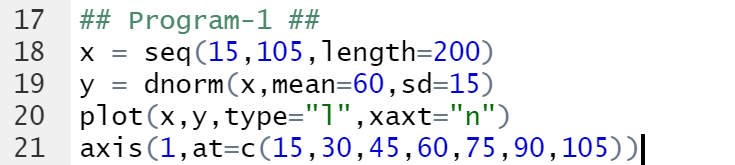 17 ## Program-1 ##
18 x = seq(15,105,length=200)
19 y = dnorm(x,mean=60,sd=15)
20 plot(x,y,type="l",xaxt="n")
21 axis(1,at=c(15,30,45,60,75,90,105))